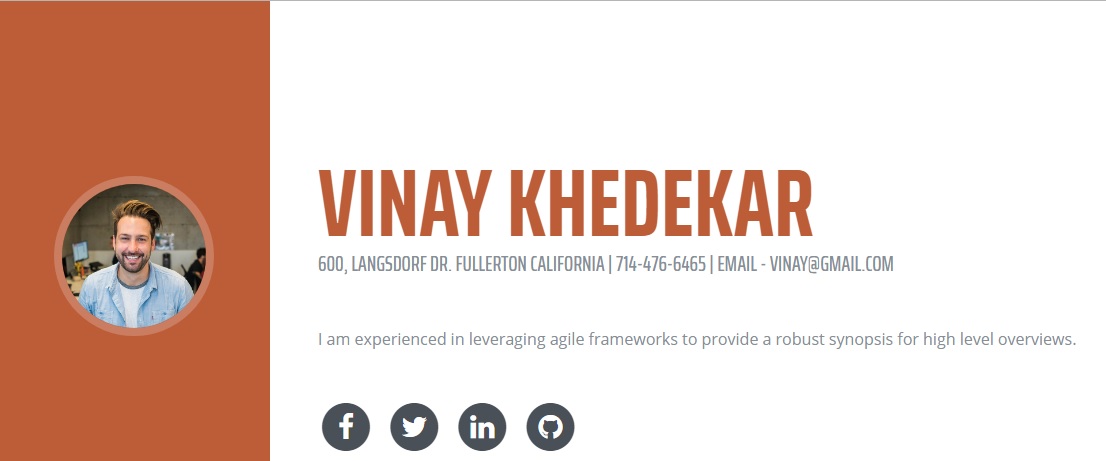 VINAY KHEDEKAR
600, LANGSDORF DR. FULLERTON CALIFORNIA | 714-476-6465 | EMAIL - VINAY@GMAIL.COM
I am experienced in leveraging agile frameworks to provide a robust synopsis for high level overviews.